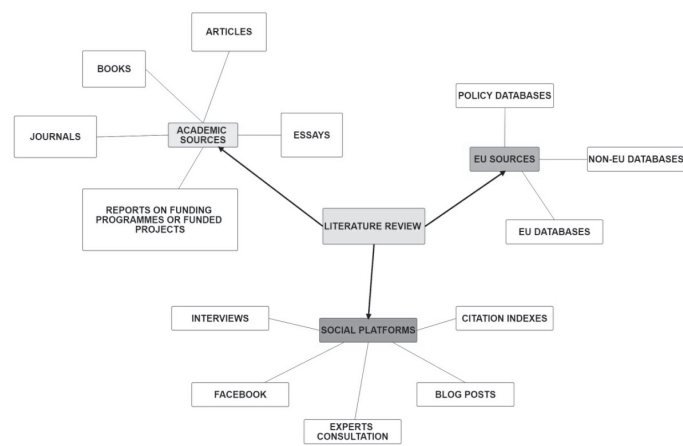 ARTICLES
BOOKS
POLICY DATABASES
JOURNALS
ACADEMIC
SOURCES
ESSAYS
EU SOURCES
NON-EU DATABASES
REPORTS ON FUNDING
PROGRAMMES OR FUNDED
PROJECTS
LITERATURE REVIEW
EU DATABASES
INTERVIEWS
SOCIAL PLATFORMS
CITATION INDEXES
FACEBOOK
BLOG POSTS
EXPERTS
CONSULTATION